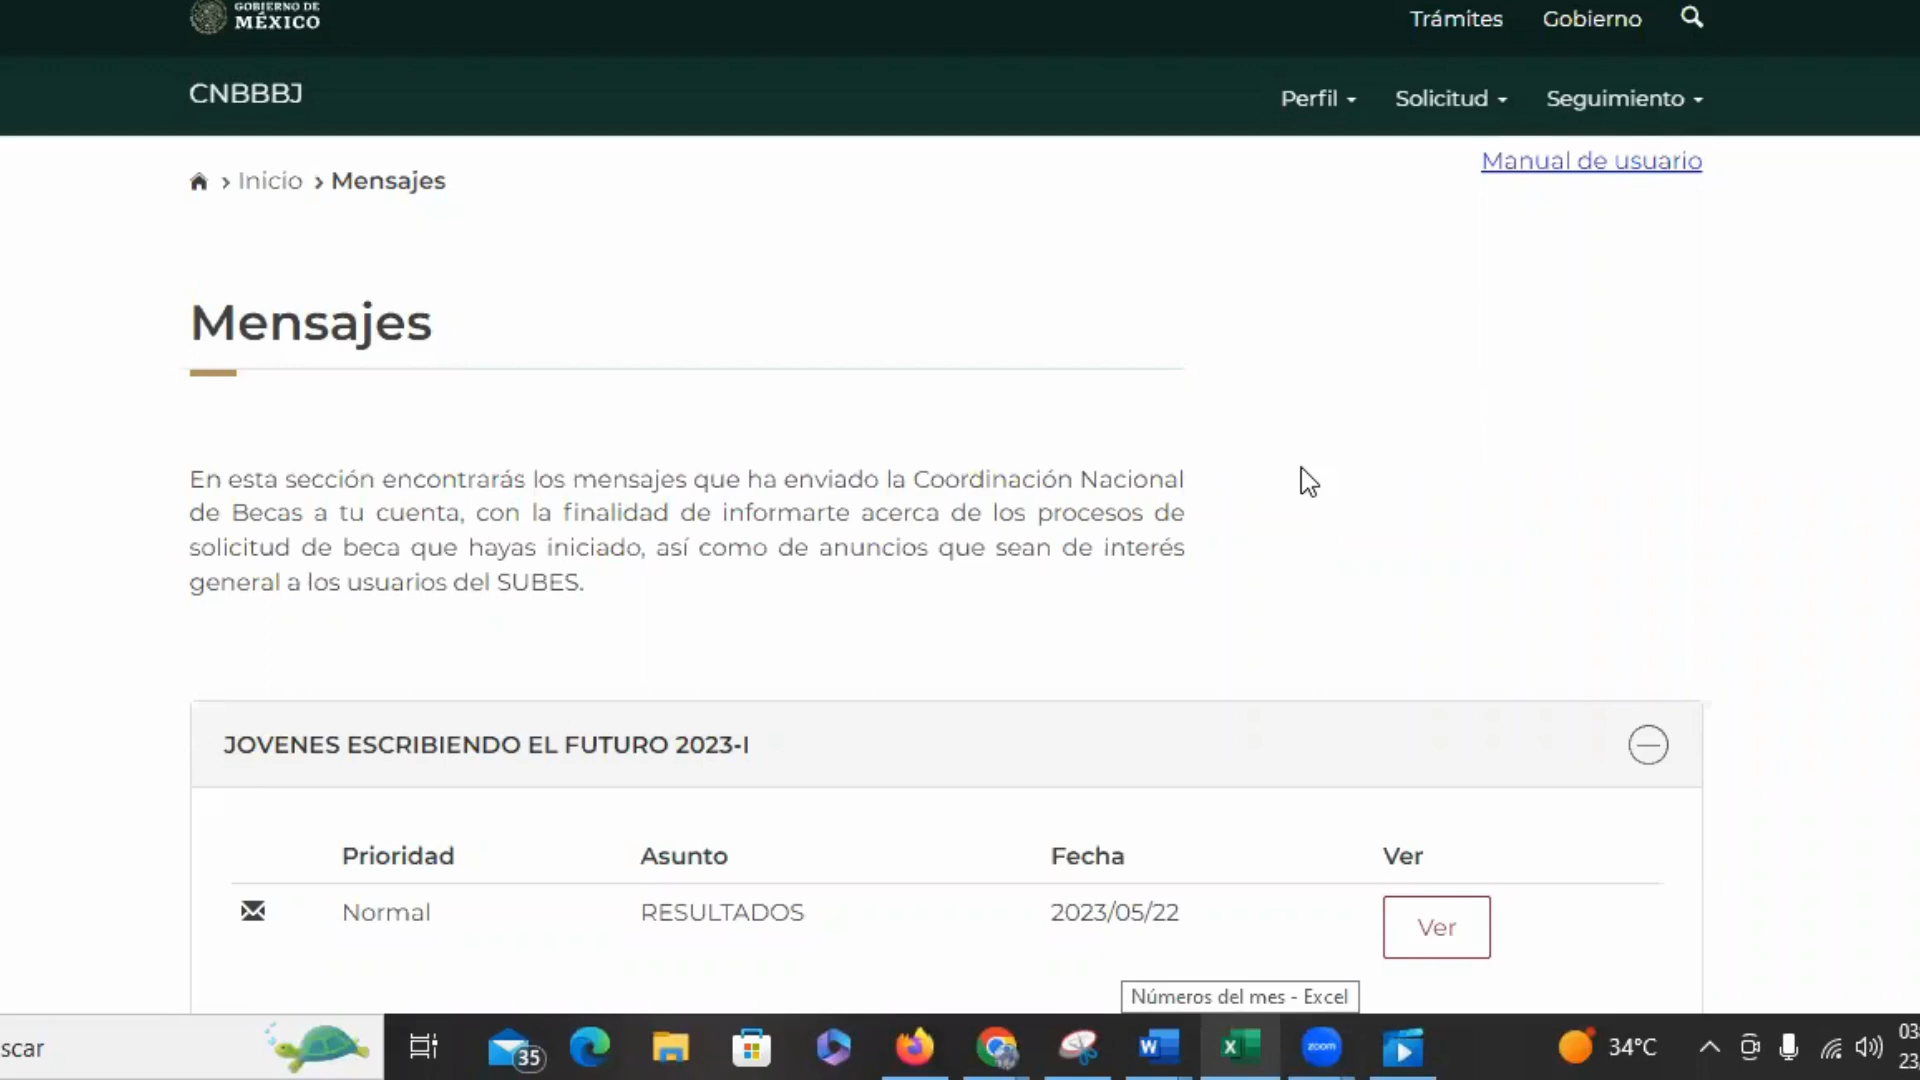 GOBIERNO DE
MÉXICO
Trámites Gobierno
CNBBBJ
Perfil Solicitud Seguimiento
Manual de usuario
Inicio > Mensajes
Mensajes
En esta sección encontrarás los mensajes que ha enviado la Coordinación Nacional
de Becas a tu cuenta, con la finalidad de informarte acerca de los procesos de
solicitud de beca que hayas iniciado, así como de anuncios que sean de interés
general a los usuarios del SUBES.
JOVENES ESCRIBIENDO EL FUTURO 2023-I
Prioridad Asunto Fecha Ver
Normal RESULTADOS 2023/05/22 Ver
Números del mes - Excel
scar
35
W
X
zoom
34°C
03
23